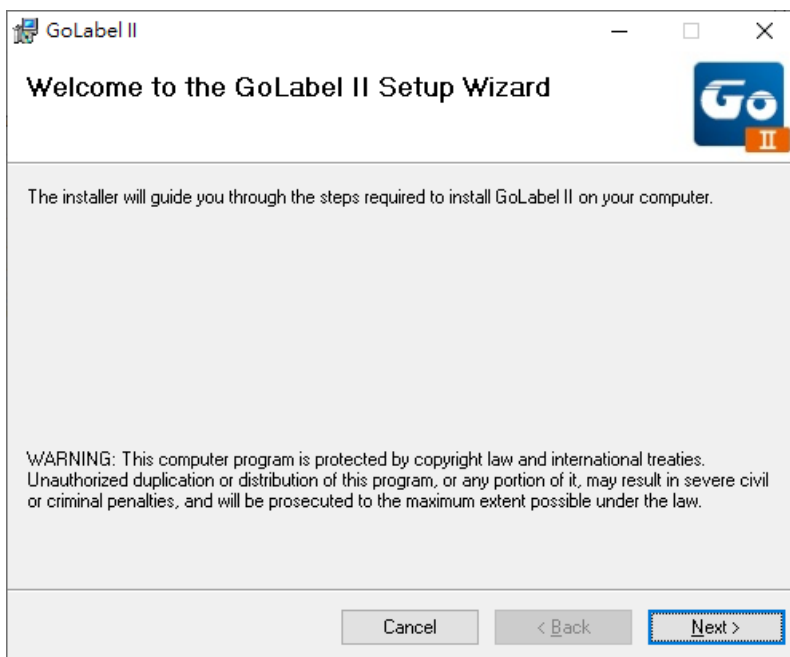 GoLabel II
Welcome to the GoLabel II Setup Wizard
Go
II
The installer will guide you through the steps required to install GoLabel II on your computer.
WARNING: This computer program is protected by copyright law and international treaties.
Unauthorized duplication or distribution of this program, or any portion of it, may result in severe civil
or criminal penalties, and will be prosecuted to the maximum extent possible under the law.
Cancel < Back Next >